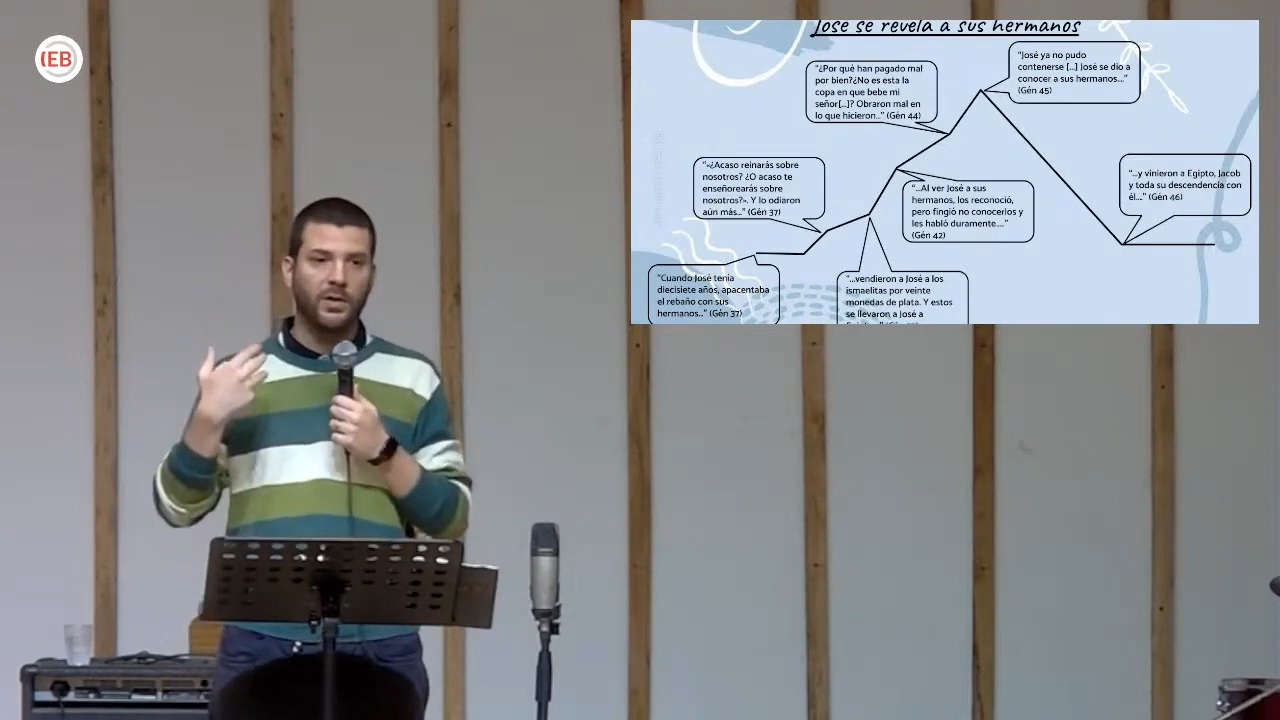 IEB
José se revela a sus hermanos
“¿Por qué han pagado mal
por bien?¿No es esta la
copa en que bebe mi
señor[...]? Obraron mal en
lo que hicieron...” (Gén 44)
“José ya no pudo
contenerse [...] José se dio a
conocer a sus hermanos...”
(Gén 45)
“»¿Acaso reinarás sobre
nosotros? ¿O acaso te
enseñorearás sobre
nosotros?». Y lo odiaron
aún más...” (Gén 37)
“...Al ver José a sus
hermanos, los reconoció,
pero fingió no conocerlos y
les habló duramente....”
(Gén 42)
“...y vinieron a Egipto, Jacob
y toda su descendencia con
él....” (Gén 46)
“Cuando José tenía
diecisiete años, apacentaba
el rebaño con sus
hermanos...” (Gén 37)
“...vendieron a José a los
ismaelitas por veinte
monedas de plata. Y estos
se llevaron a José a